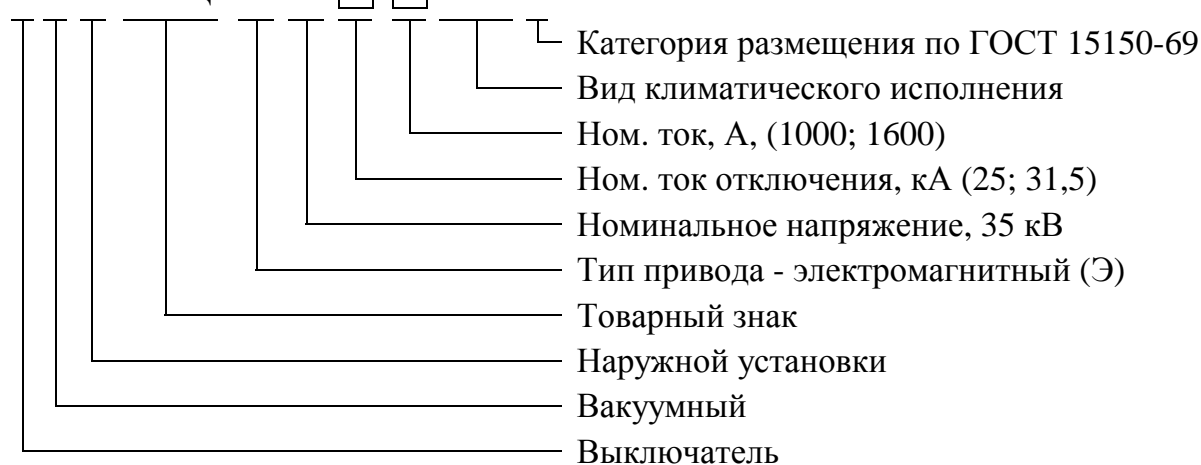 Категория размещения по ГОСТ 15150-69
Вид климатического исполнения
Ном. ток, А, (1000; 1600)
Ном. ток отключения, кА (25; 31,5)
Номинальное напряжение, 35 кВ
Тип привода - электромагнитный (Э)
Товарный знак
Наружной установки
Вакуумный
Выключатель